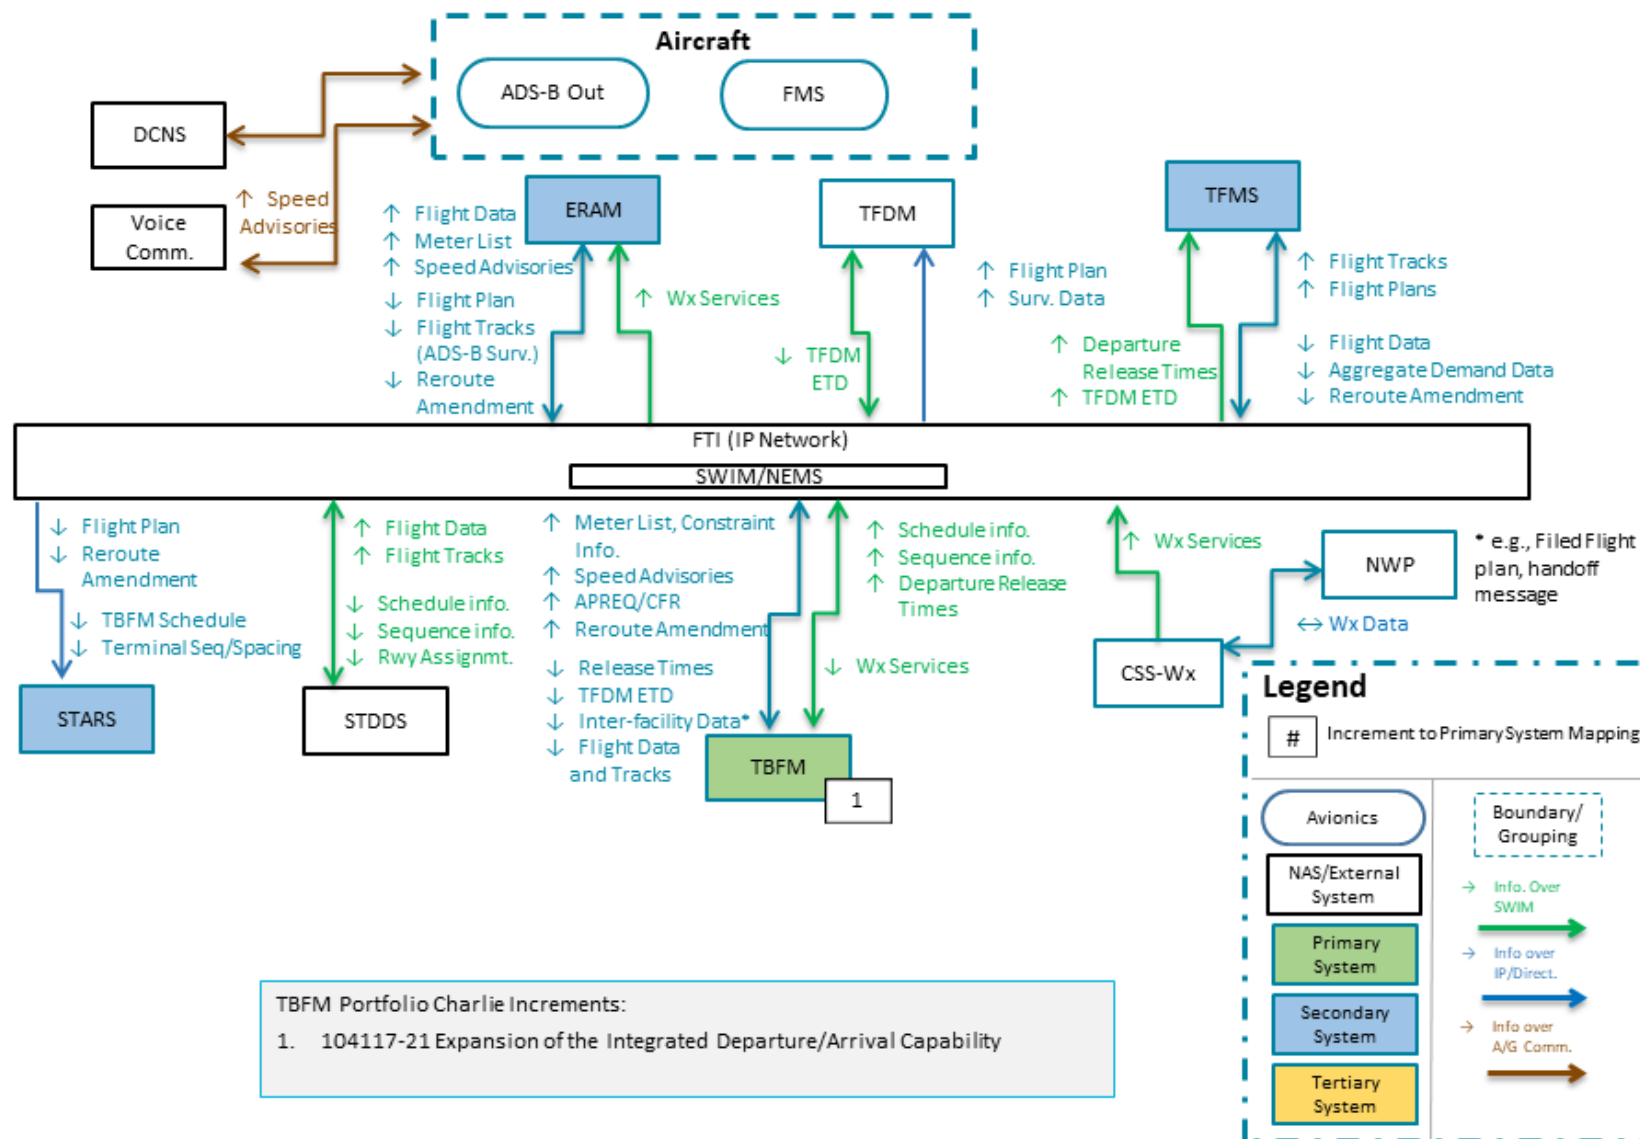 Aircraft
ADS-B Out
FMS
DCNS
Voice
Comm.
↑ Speed
Advisories
ERAM
TFDM
TFMS
↑ Flight Data
↑ Meter List
↑ Speed Advisories
↓ Flight Plan
↓ Flight Tracks
(ADS-B Surv.)
↓ Reroute
Amendment
↑ Wx Services
↓ TFDM
ETD
↑ Flight Plan
↑ Surv. Data
↑ Departure
Release Times
↑ TFDM ETD
↑ Flight Tracks
↑ Flight Plans
↓ Flight Data
↓ Aggregate Demand Data
↓ Reroute Amendment
FTI (IP Network)
SWIM/NEMS
↓ Flight Plan
↓ Reroute
Amendment
↓ TBFM Schedule
↓ Terminal Seq/Spacing
STARS
↑ Flight Data
↑ Flight Tracks
↓ Schedule info.
↓ Sequence info.
↓ Rwy Assignmt.
STDDS
↑ Meter List, Constraint
Info.
↑ Speed Advisories
↑ APREQ/CFR
↑ Reroute Amendment
↓ Release Times
↓ TFDM ETD
↓ Inter-facility Data*
↓ Flight Data
and Tracks
↑ Schedule info.
↑ Sequence info.
↑ Departure Release
Times
↓ Wx Services
TBFM
1
↑ Wx Services
CSS-Wx
NWP
↔ Wx Data
* e.g., Filed Flight
plan, handoff
message
Legend
# Increment to Primary System Mapping
Avionics
NAS/External
System
Primary
System
Secondary
System
Tertiary
System
Boundary/
Grouping
→ Info. Over
SWIM
→ Info over
IP/Direct.
→ Info over
A/G Comm.
TBFM Portfolio Charlie Increments:
1. 104117-21 Expansion of the Integrated Departure/Arrival Capability